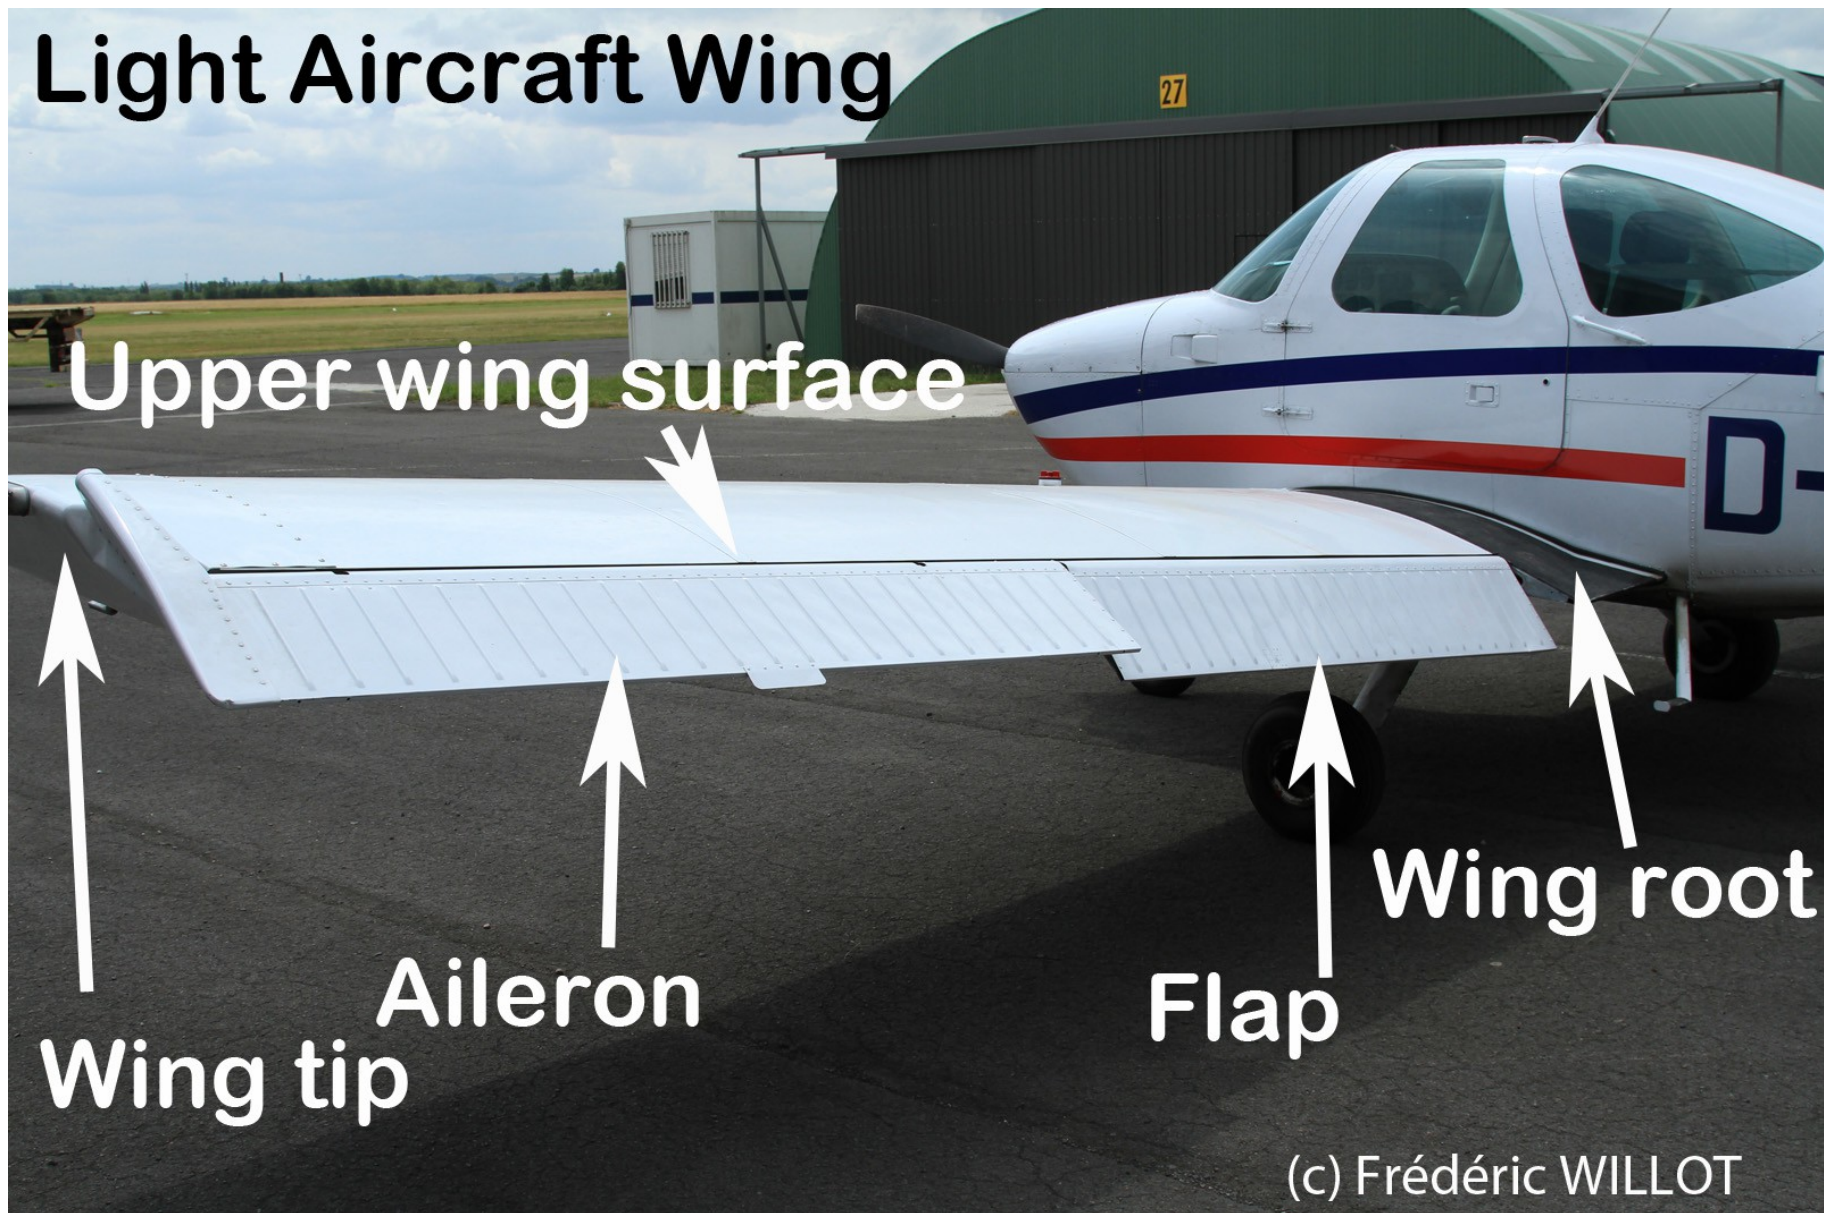 Light Aircraft Wing
27
Upper wing surface
D-
Wing root
Aileron
Flap
Wing tip
(c) Frédéric WILLOT